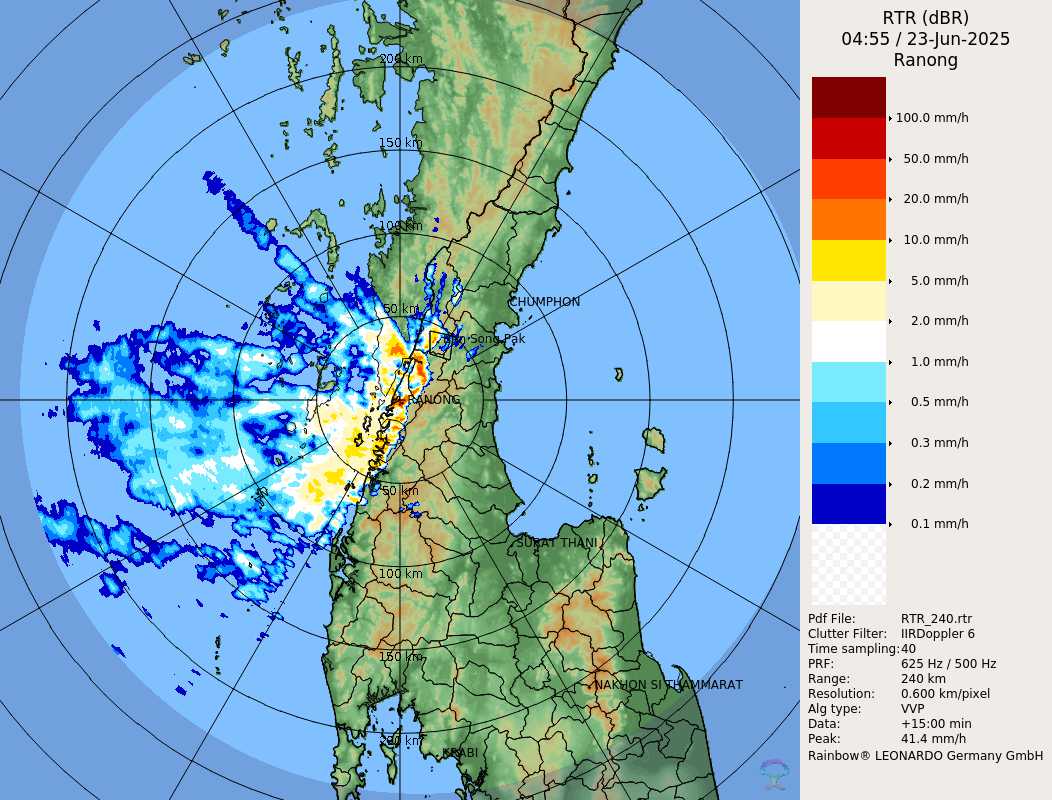 RTR (dBR)
04:55 / 23-Jun-2025
Ranong
100.0 mm/h
50.0 mm/h
20.0 mm/h
10.0 mm/h
5.0 mm/h
2.0 mm/h
1.0 mm/h
0.5 mm/h
0.3 mm/h
0.2 mm/h
0.1 mm/h
Pdf File: RTR_240.rtr
Clutter Filter: IIRDoppler 6
Time sampling:40
PRF: 625 Hz / 500 Hz
Range: 240 km
Resolution: 0.600 km/pixel
Alg type: VVP
Data: +15:00 min
Peak: 41.4 mm/h
Rainbow® LEONARDO Germany GmbH
200 km
150 km
100 km
50 km
CHUMPHON
Song Pak
RANONG
50 km
SURAT THANI
100 km
150 km
NAKHON SI THAMMARAT
200 km
KRABI